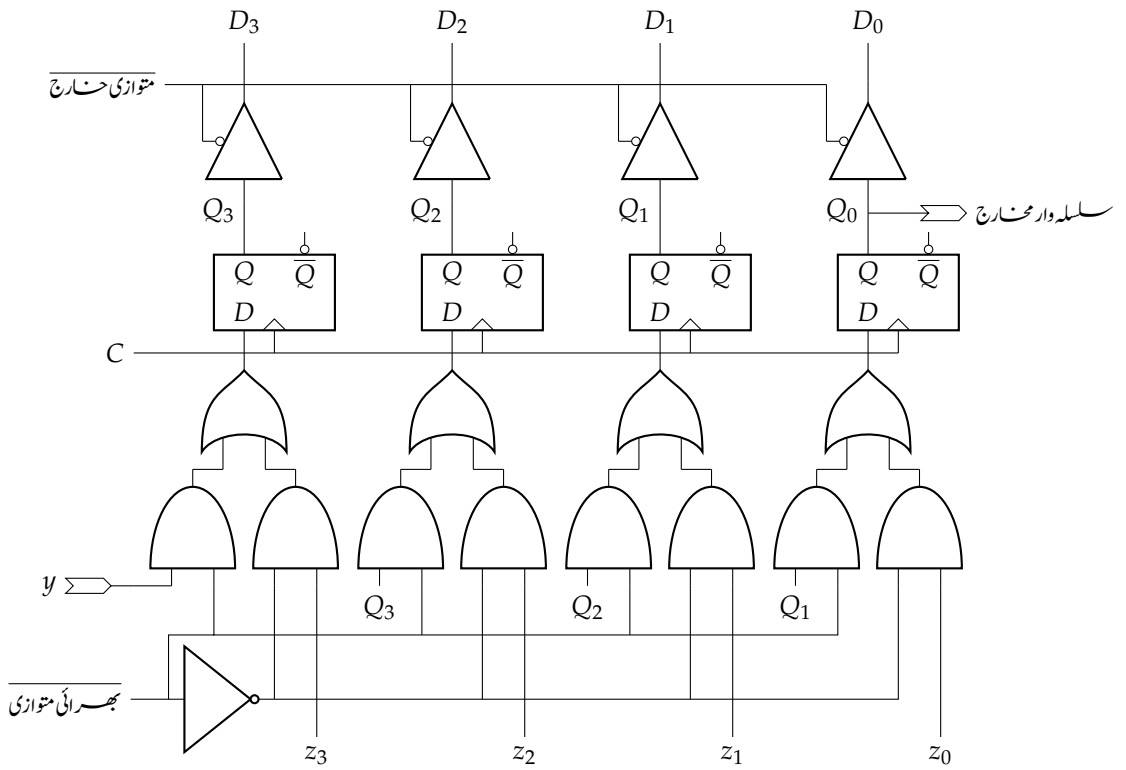 D3 D2 D1 D0
متوازی خارج
Q3 Q2 Q1 Q0 سلسلہ وار مخارج
Q Q̅ Q Q̅ Q Q̅ Q Q̅
D D D D
C
y
Q3 Q2 Q1
بھرائی متوازی
z3 z2 z1 z0